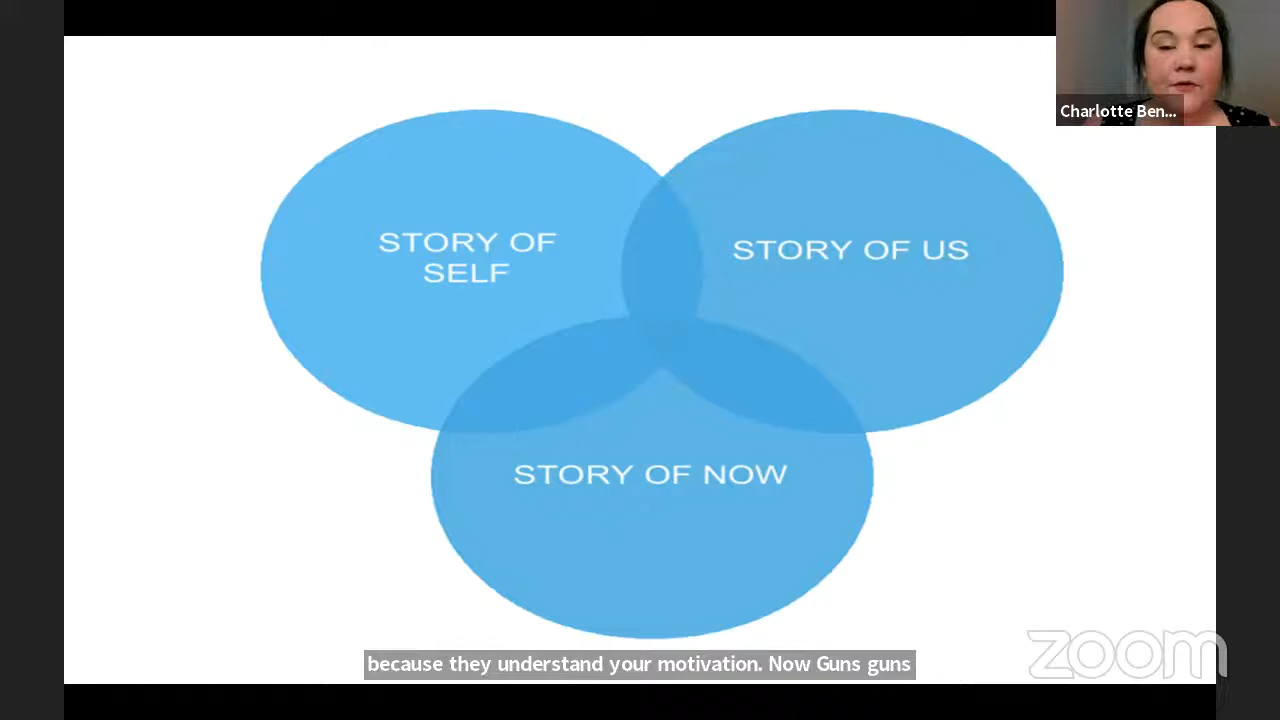 Charlotte Ben...
STORY OF
SELF
STORY OF US
STORY OF NOW
because they understand your motivation. Now Guns guns
zoom